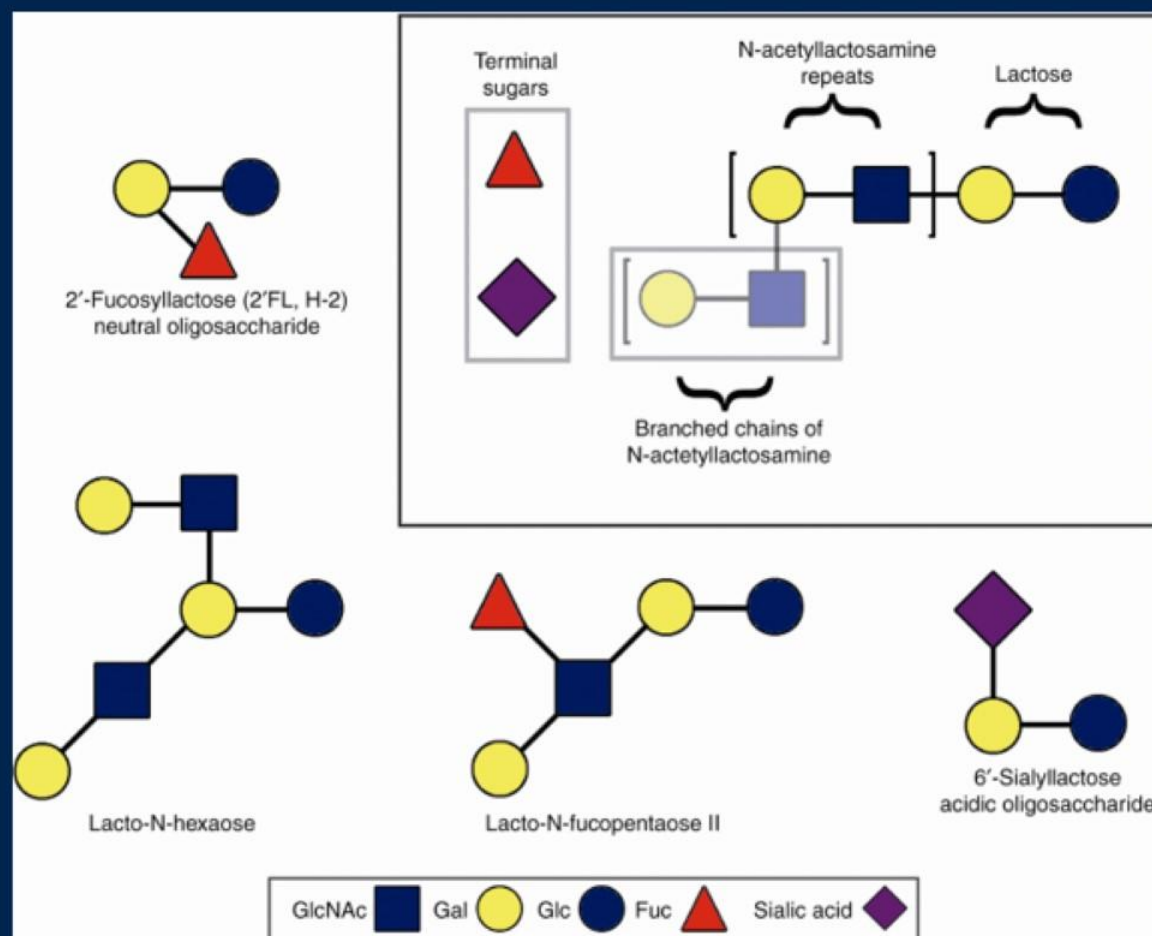 Terminal
sugars
N-acetyllactosamine
repeats
Lactose
2′-Fucosyllactose (2′FL, H-2)
neutral oligosaccharide
Branched chains of
N-actetyllactosamine
Lacto-N-hexaose
Lacto-N-fucopentaose II
6′-Sialyllactose
acidic oligosaccharide
GlcNAc Gal Glc Fuc Sialic acid